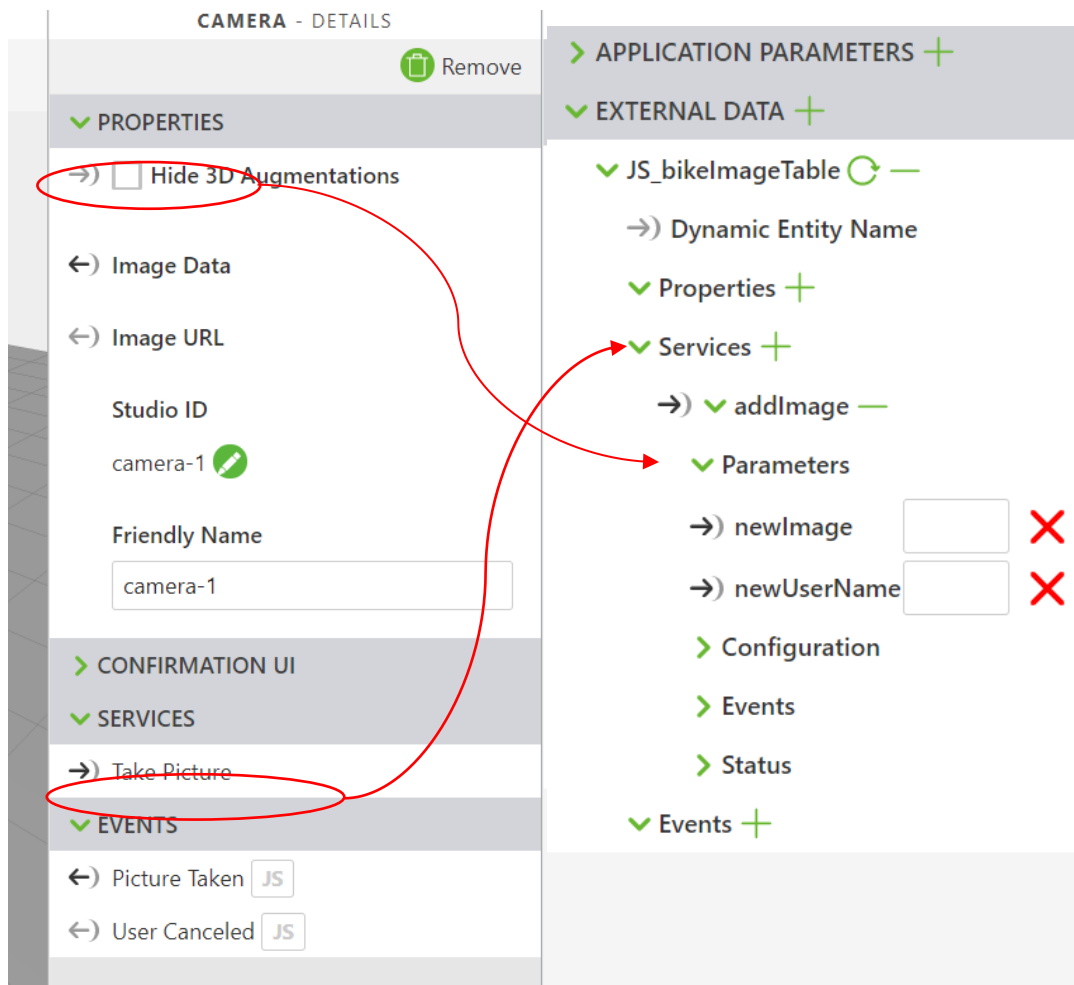 CAMERA - DETAILS
Remove
PROPERTIES
Hide 3D Augmentations
Image Data
Image URL
Studio ID
camera-1
Friendly Name
camera-1
CONFIRMATION UI
SERVICES
Take Picture
EVENTS
Picture Taken JS
User Canceled JS
APPLICATION PARAMETERS
EXTERNAL DATA
JS_bikeImageTable
Dynamic Entity Name
Properties
Services
addImage
Parameters
newImage
newUserName
Configuration
Events
Status
Events